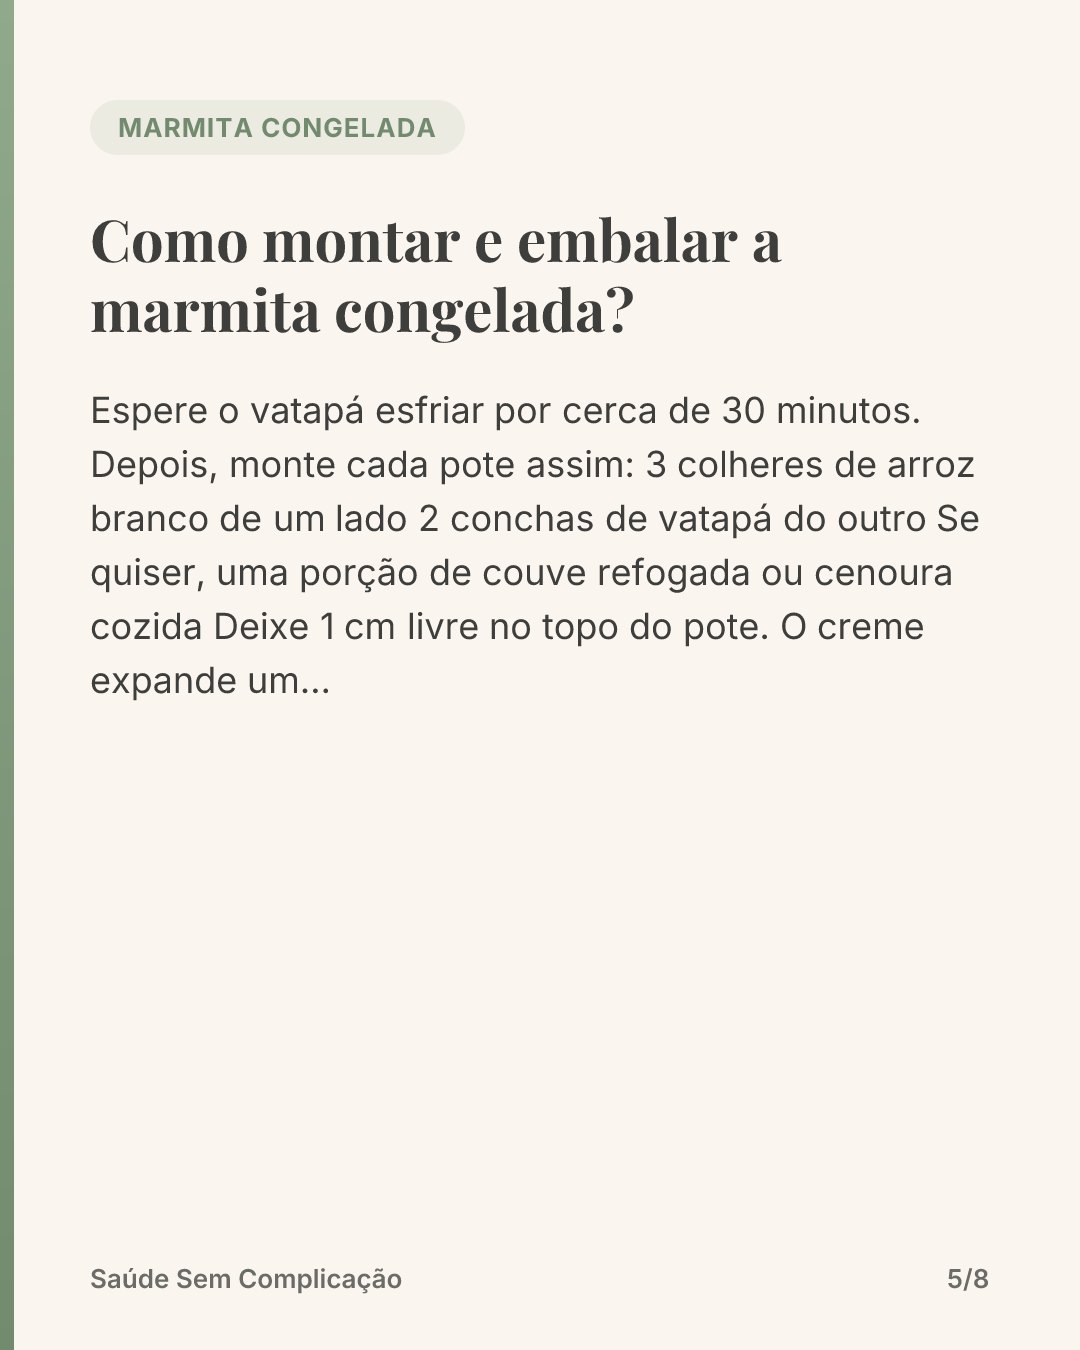 MARMITA CONGELADA
Como montar e embalar a
marmita congelada?
Espere o vatapá esfriar por cerca de 30 minutos.
Depois, monte cada pote assim: 3 colheres de arroz
branco de um lado 2 conchas de vatapá do outro Se
quiser, uma porção de couve refogada ou cenoura
cozida Deixe 1 cm livre no topo do pote. O creme
expande um...
Saúde Sem Complicação
5/8